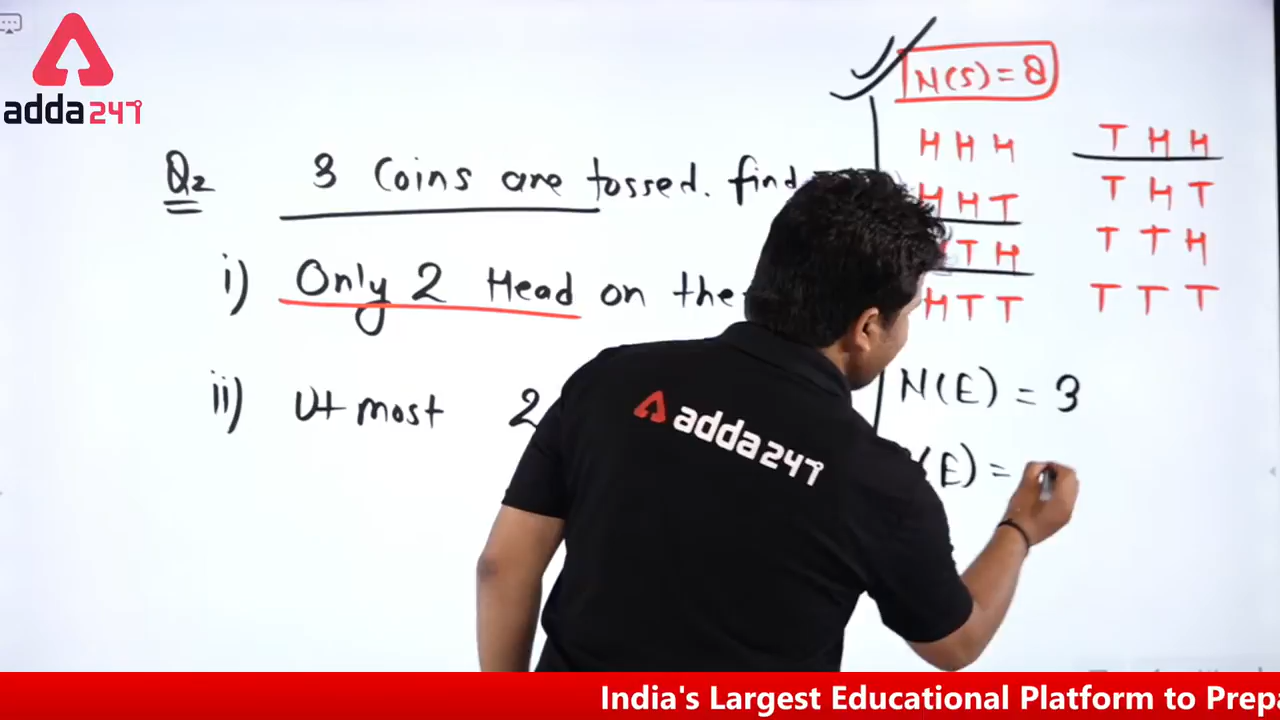 adda247
N(S) = 8
Q2 3 Coins are tossed. find
i) Only 2 Head on the
ii) Ut most 2
H H H
H H T
T H
H T T
T H H
T H T
T T H
T T T
N(E) = 3
(E) =
adda247
India's Largest Educational Platform to Prepa